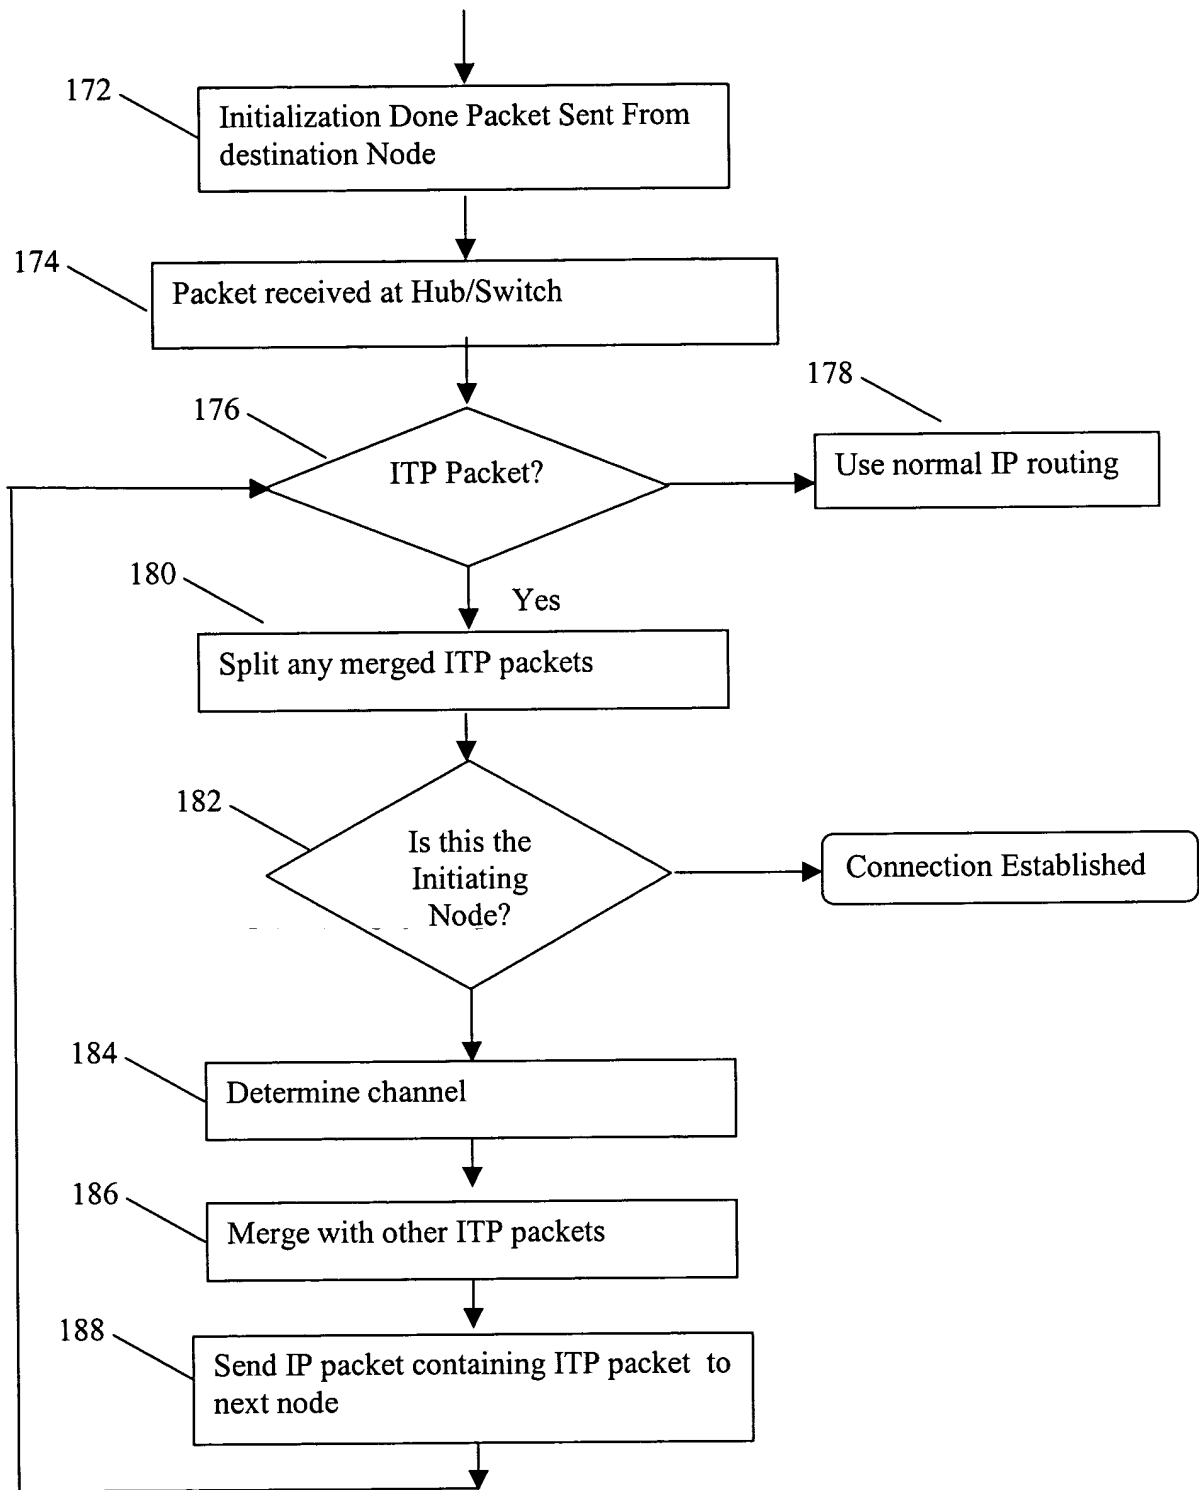 172
Initialization Done Packet Sent From
destination Node
174
Packet received at Hub/Switch
178
176
ITP Packet?
Use normal IP routing
180
Yes
Split any merged ITP packets
182
Is this the
Initiating
Node?
Connection Established
184
Determine channel
186
Merge with other ITP packets
188
Send IP packet containing ITP packet to
next node